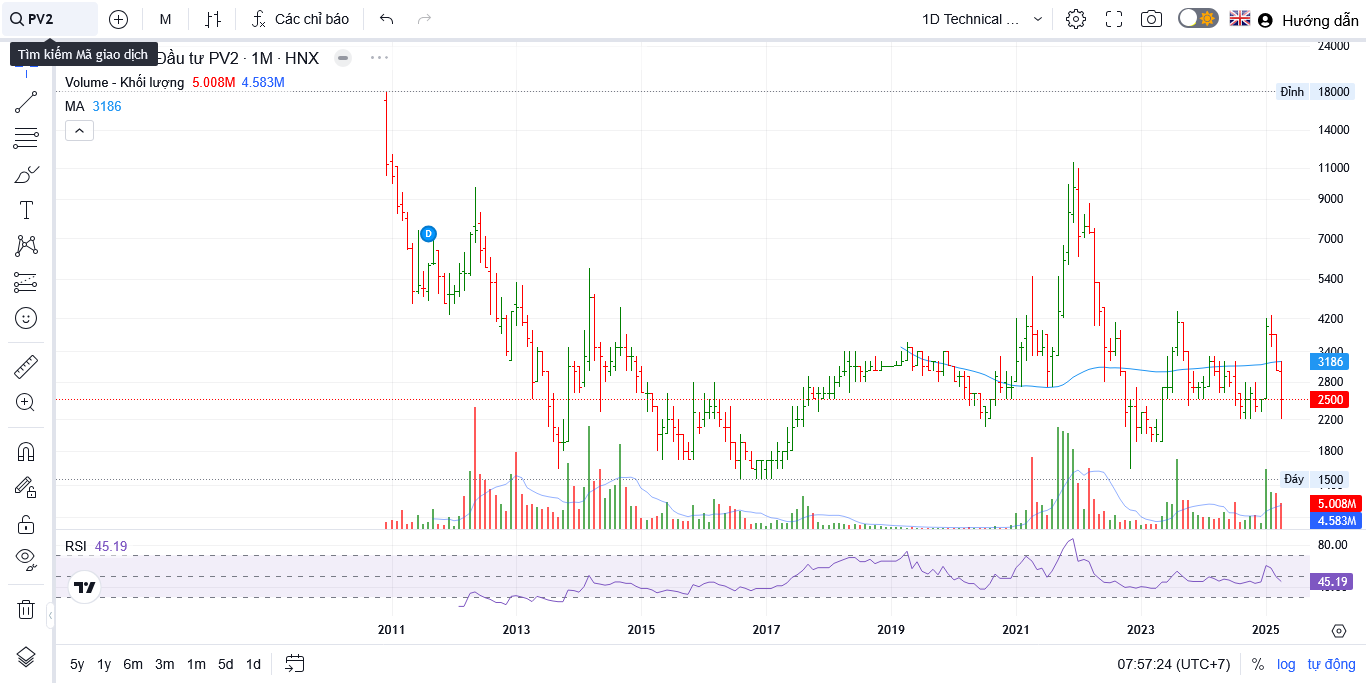 PV2
M
Các chỉ báo
1D Technical ...
Hướng dẫn
Tìm kiếm Mã giao dịch
Đầu tư PV2 · 1M · HNX
Volume - Khối lượng 5.008M 4.583M
MA 3186
D
24000
Đỉnh 18000
14000
11000
9000
7000
5400
4200
3400
3186
2800
2500
2200
1800
Đáy 1500
5.008M
4.583M
RSI 45.19
80.00
45.19
2011 2013 2015 2017 2019 2021 2023 2025
5y 1y 6m 3m 1m 5d 1d
07:57:24 (UTC+7) % log tự động